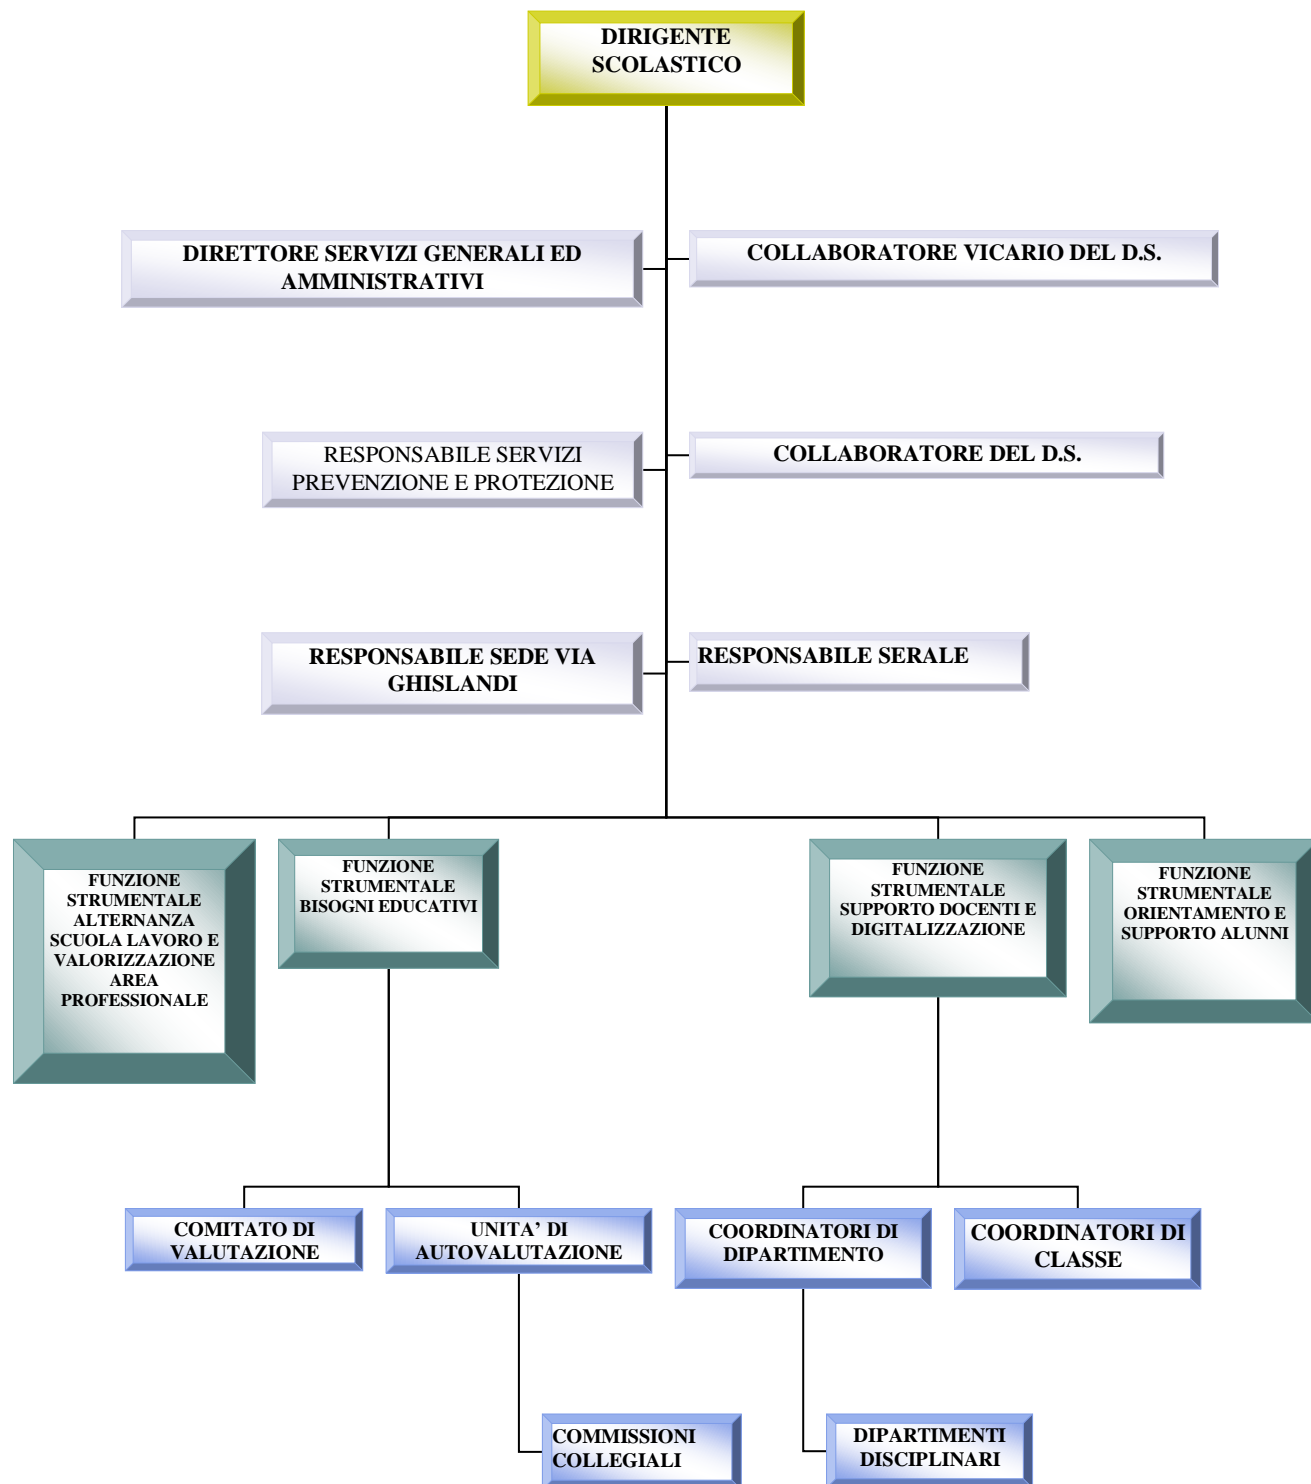 DIRIGENTE
SCOLASTICO
DIRETTORE SERVIZI GENERALI ED
AMMINISTRATIVI
COLLABORATORE VICARIO DEL D.S.
RESPONSABILE SERVIZI
PREVENZIONE E PROTEZIONE
COLLABORATORE DEL D.S.
RESPONSABILE SEDE VIA
GHISLANDI
RESPONSABILE SERALE
FUNZIONE
STRUMENTALE
ALTERNANZA
SCUOLA LAVORO E
VALORIZZAZIONE
AREA
PROFESSIONALE
FUNZIONE
STRUMENTALE
BISOGNI EDUCATIVI
FUNZIONE
STRUMENTALE
SUPPORTO DOCENTI E
DIGITALIZZAZIONE
FUNZIONE
STRUMENTALE
ORIENTAMENTO E
SUPPORTO ALUNNI
COMITATO DI
VALUTAZIONE
UNITA’ DI
AUTOVALUTAZIONE
COORDINATORI DI
DIPARTIMENTO
COORDINATORI DI
CLASSE
COMMISSIONI
COLLEGIALI
DIPARTIMENTI
DISCIPLINARI